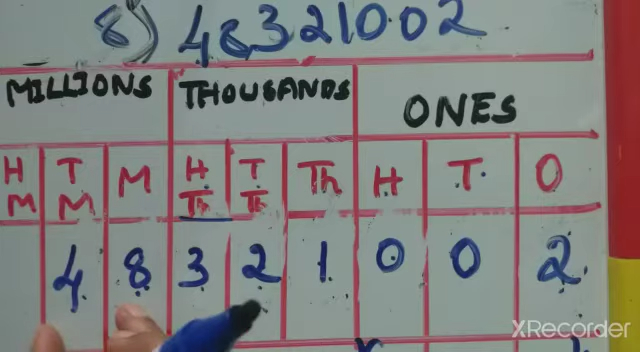 8) 48321002
MILLIONS THOUSANDS ONES
H M T M M H Th T Th Th H T O
4 8 3 2 1 0 0 2
XRecorder